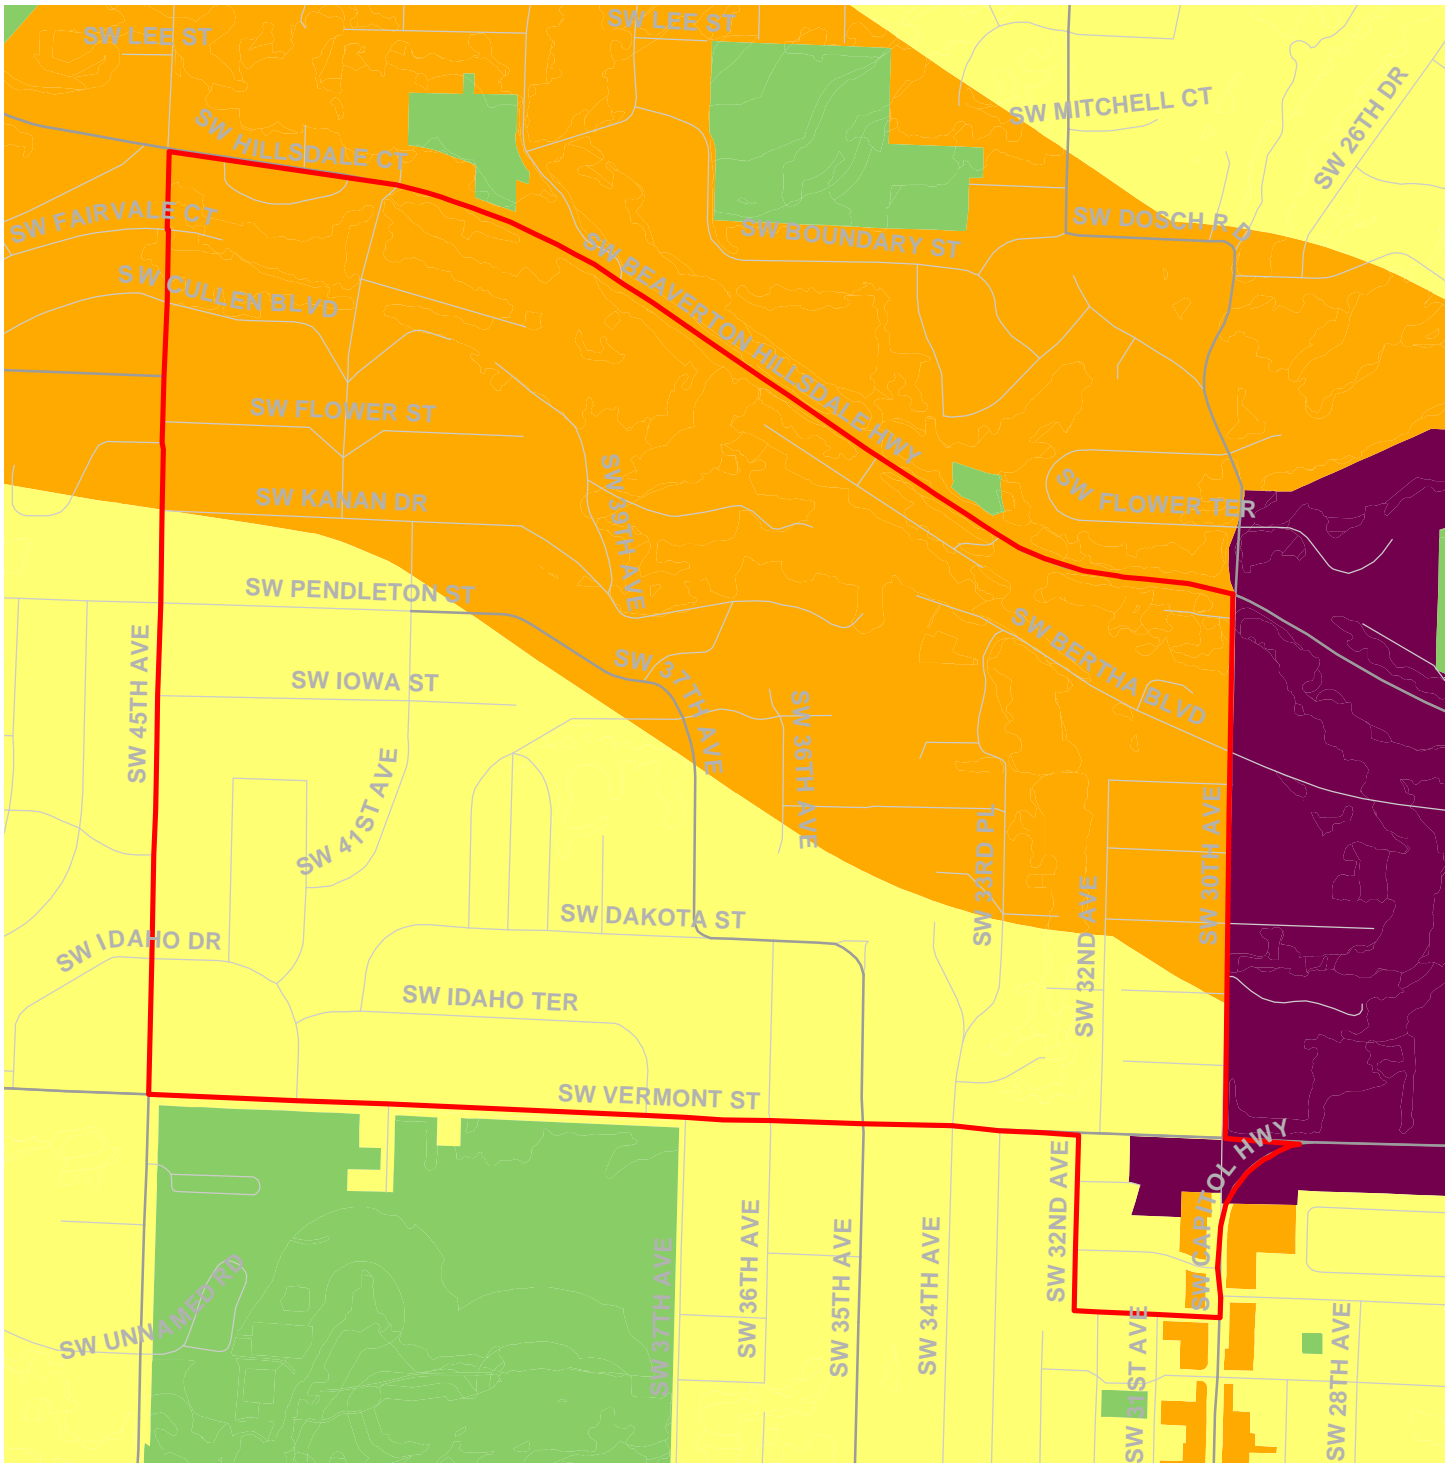 SW LEE ST
SW LEE ST
SW MITCHELL CT
SW 26TH DR
SW HILLSDALE CT
SW FAIRVALE CT
SW BOUNDARY ST
SW DOSCH RD
SW CULLEN BLVD
SW BEAVERTON HILLSDALE HWY
SW FLOWER ST
SW KANAN DR
SW 39TH AVE
SW FLOWER TER
SW PENDLETON ST
SW BERTHA BLVD
SW IOWA ST
SW 37TH AVE
SW 45TH AVE
SW 36TH AVE
SW 41ST AVE
SW 33RD PL
SW 30TH AVE
SW DAKOTA ST
SW 32ND AVE
SW IDAHO DR
SW IDAHO TER
SW VERMONT ST
SW CAPITOL HWY
SW 32ND AVE
SW 36TH AVE
SW 35TH AVE
SW 34TH AVE
SW 37TH AVE
SW UNNAMED RD
SW 31ST AVE
SW 28TH AVE